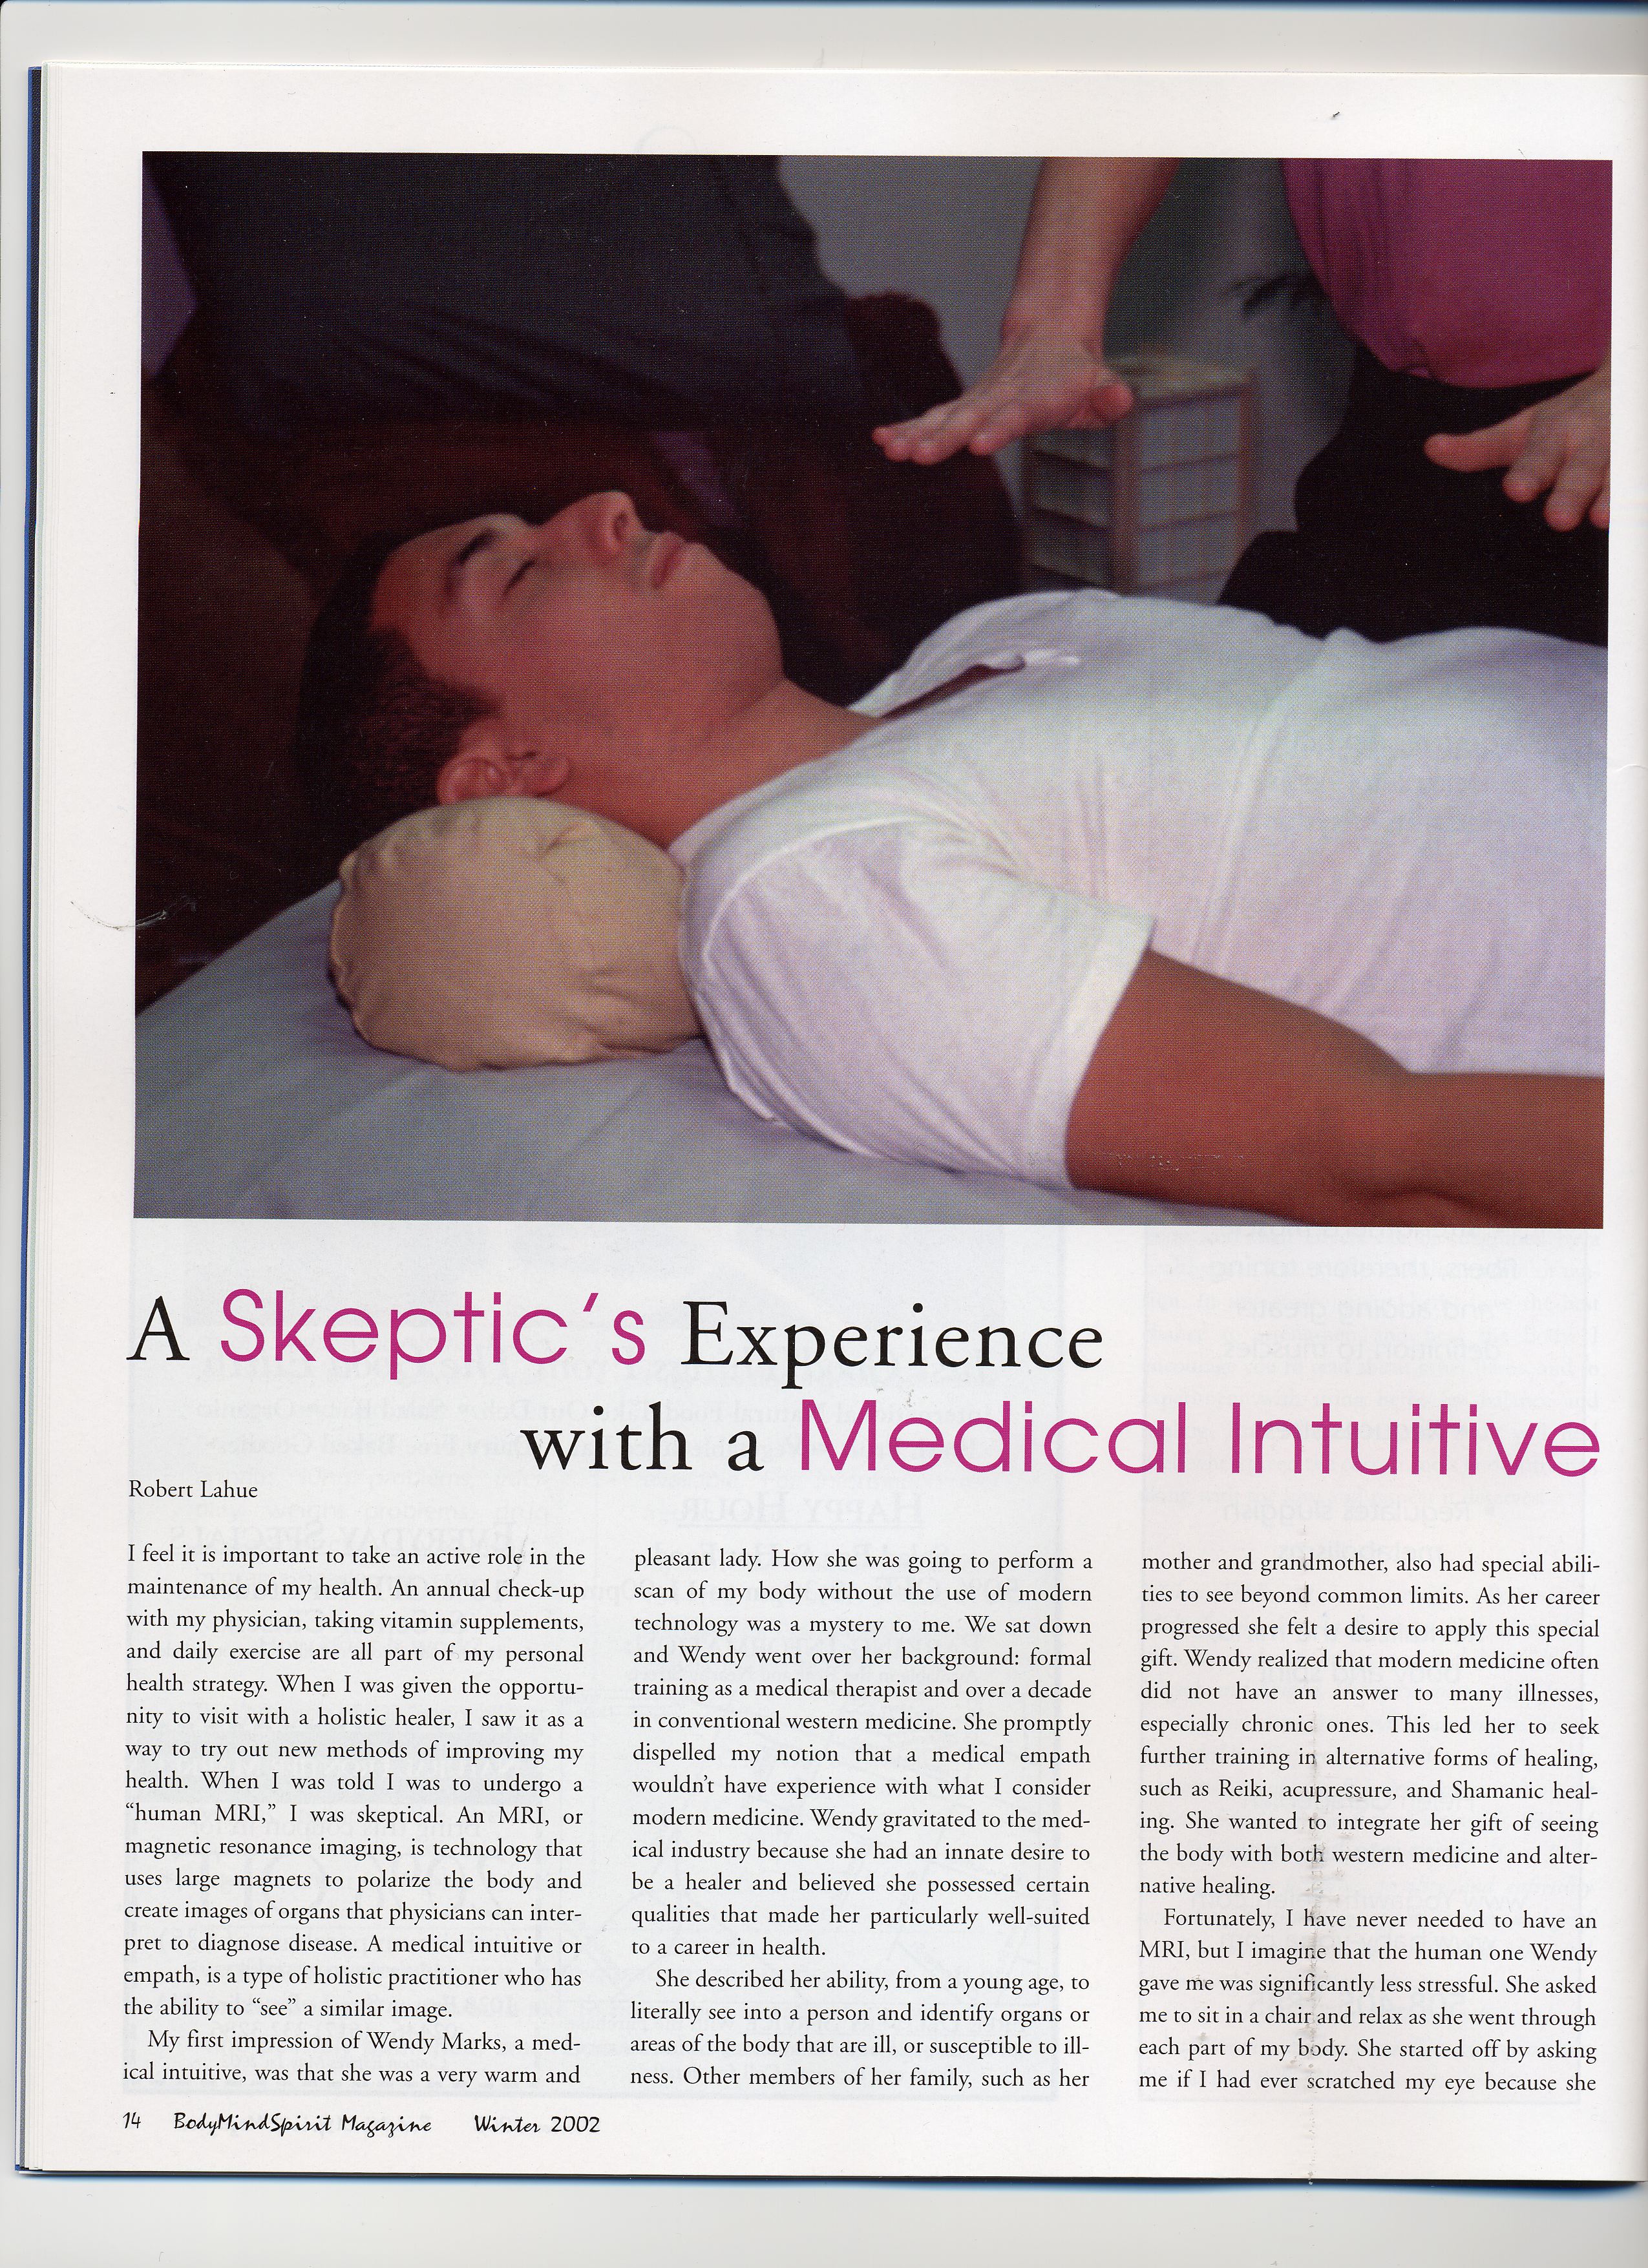 A Skeptic's Experience
with a Medical Intuitive
Robert Lahue
I feel it is important to take an active role in the
maintenance of my health. An annual check-up
with my physician, taking vitamin supplements,
and daily exercise are all part of my personal
health strategy. When I was given the opportu-
nity to visit with a holistic healer, I saw it as a
way to try out new methods of improving my
health. When I was told I was to undergo a
“human MRI,” I was skeptical. An MRI, or
magnetic resonance imaging, is technology that
uses large magnets to polarize the body and
create images of organs that physicians can inter-
pret to diagnose disease. A medical intuitive or
empath, is a type of holistic practitioner who has
the ability to “see” a similar image.
My first impression of Wendy Marks, a med-
ical intuitive, was that she was a very warm and
pleasant lady. How she was going to perform a
scan of my body without the use of modern
technology was a mystery to me. We sat down
and Wendy went over her background: formal
training as a medical therapist and over a decade
in conventional western medicine. She promptly
dispelled my notion that a medical empath
wouldn't have experience with what I consider
modern medicine. Wendy gravitated to the med-
ical industry because she had an innate desire to
be a healer and believed she possessed certain
qualities that made her particularly well-suited
to a career in health.
She described her ability, from a young age, to
literally see into a person and identify organs or
areas of the body that are ill, or susceptible to ill-
ness. Other members of her family, such as her
mother and grandmother, also had special abili-
ties to see beyond common limits. As her career
progressed she felt a desire to apply this special
gift. Wendy realized that modern medicine often
did not have an answer to many illnesses,
especially chronic ones. This led her to seek
further training in alternative forms of healing,
such as Reiki, acupressure, and Shamanic heal-
ing. She wanted to integrate her gift of seeing
the body with both western medicine and alter-
native healing.
Fortunately, I have never needed to have an
MRI, but I imagine that the human one Wendy
gave me was significantly less stressful. She asked
me to sit in a chair and relax as she went through
each part of my body. She started off by asking
me if I had ever scratched my eye because she
14 BodyMindSpirit Magazine Winter 2002